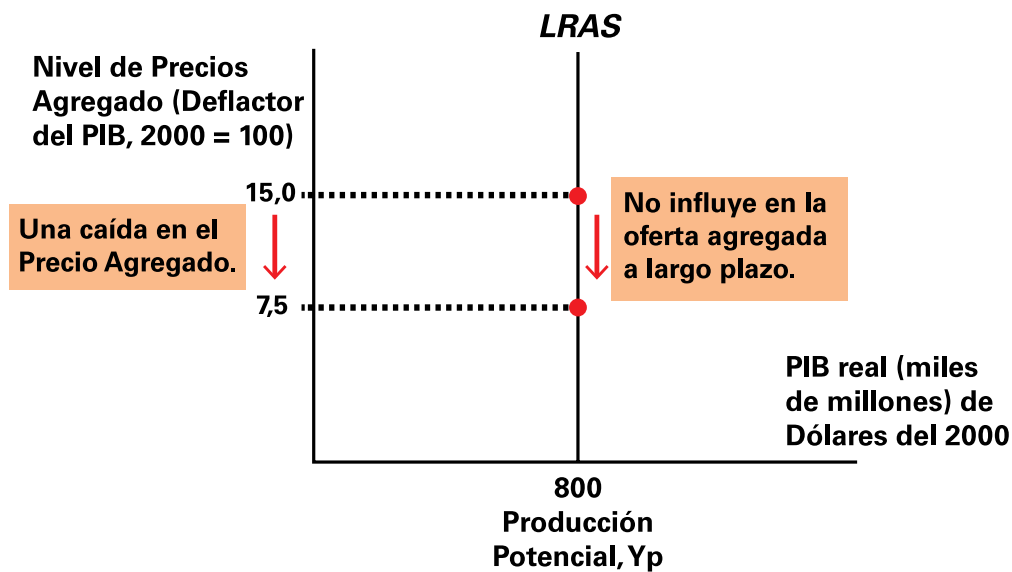 LRAS
Nivel de Precios
Agregado (Deflactor
del PIB, 2000 = 100)
15,0
Una caída en el
Precio Agregado.
No influye en la
oferta agregada
a largo plazo.
7,5
PIB real (miles
de millones) de
Dólares del 2000
800
Producción
Potencial, Yp